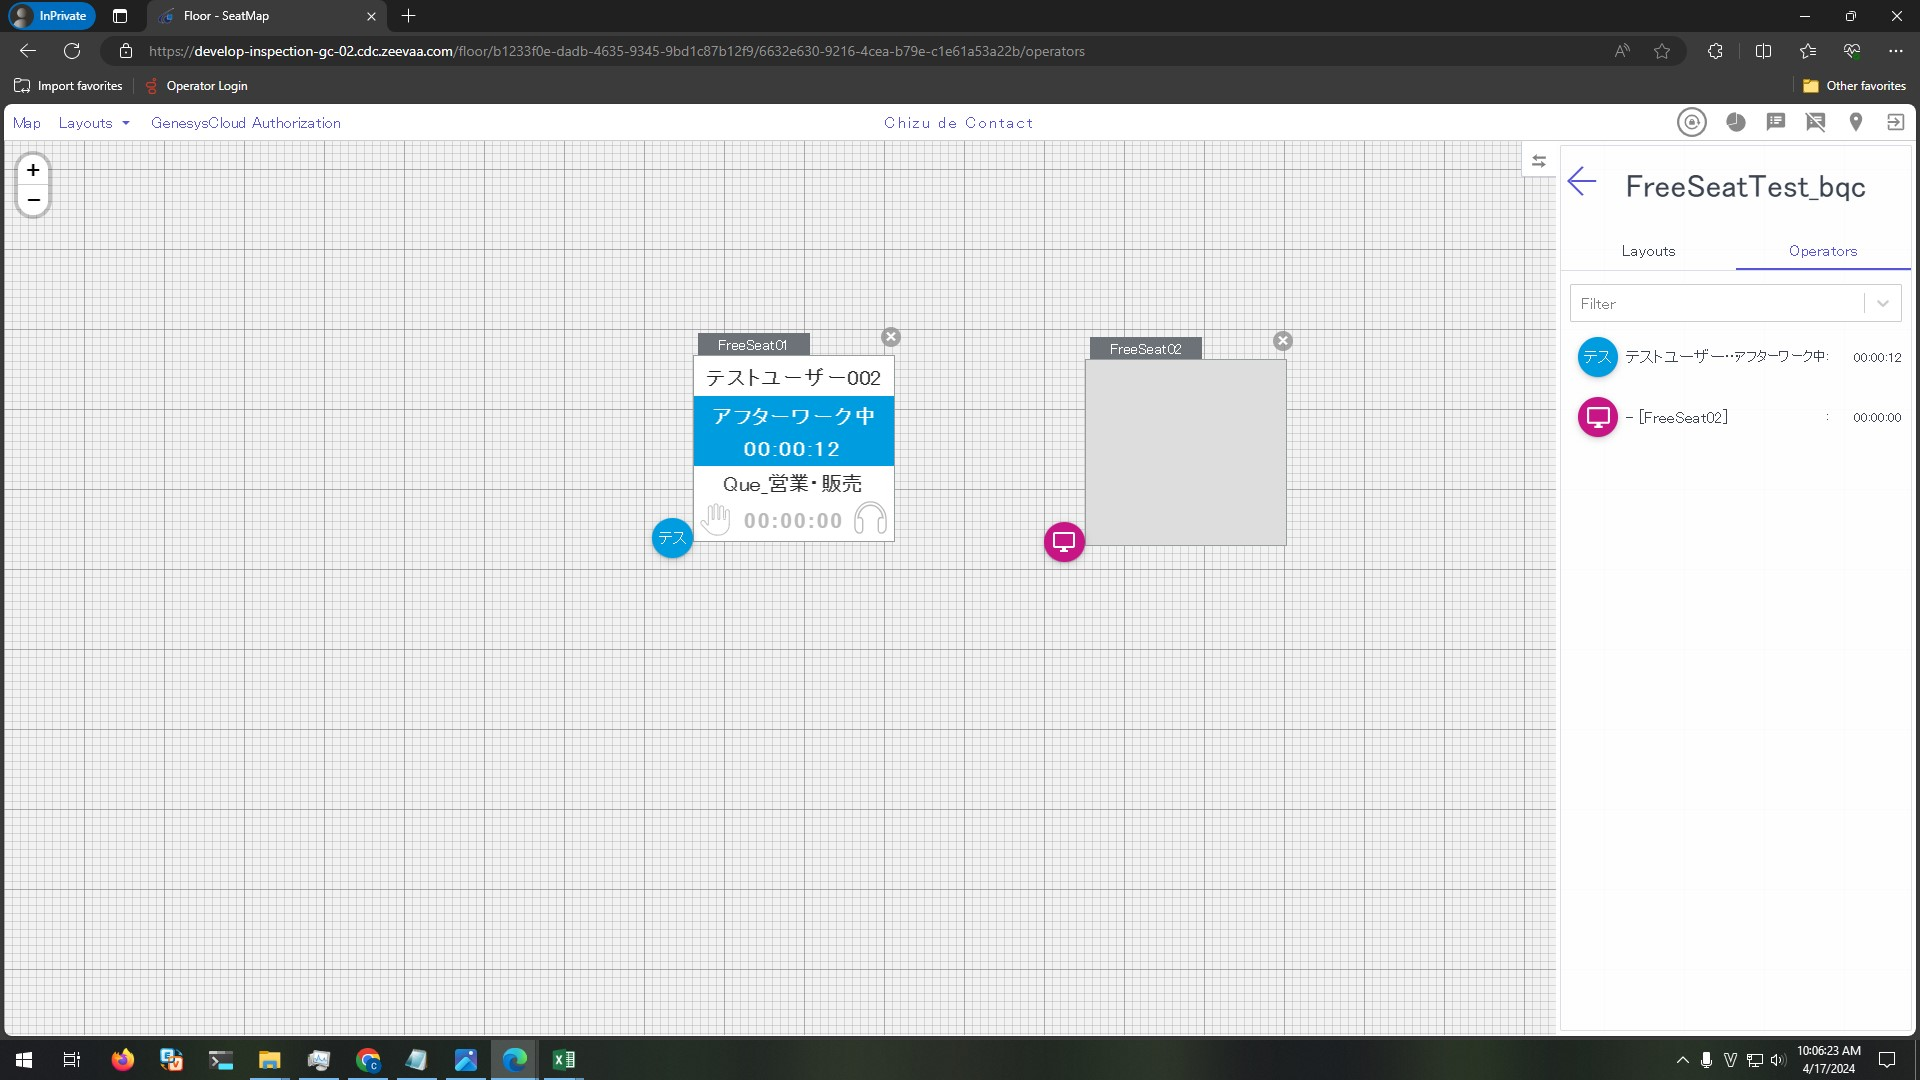 InPrivate
Floor - SeatMap
https://develop-inspection-gc-02.cdc.zeevaa.com/floor/b1233f0e-dadb-4635-9345-9bd1c87b12f9/6632e630-9216-4cea-b79e-c1e61a53a22b/operators
Import favorites
Operator Login
Other favorites
Map
Layouts
GenesysCloud Authorization
Chizu de Contact
+
−
FreeSeat01
テストユーザー002
アフターワーク中
00:00:12
Que_営業・販売
00:00:00
テス
FreeSeat02
FreeSeatTest_bqc
Layouts
Operators
Filter
テス
テストユーザー‥アフターワーク中: 00:00:12
- [FreeSeat02] : 00:00:00
10:06:23 AM
4/17/2024